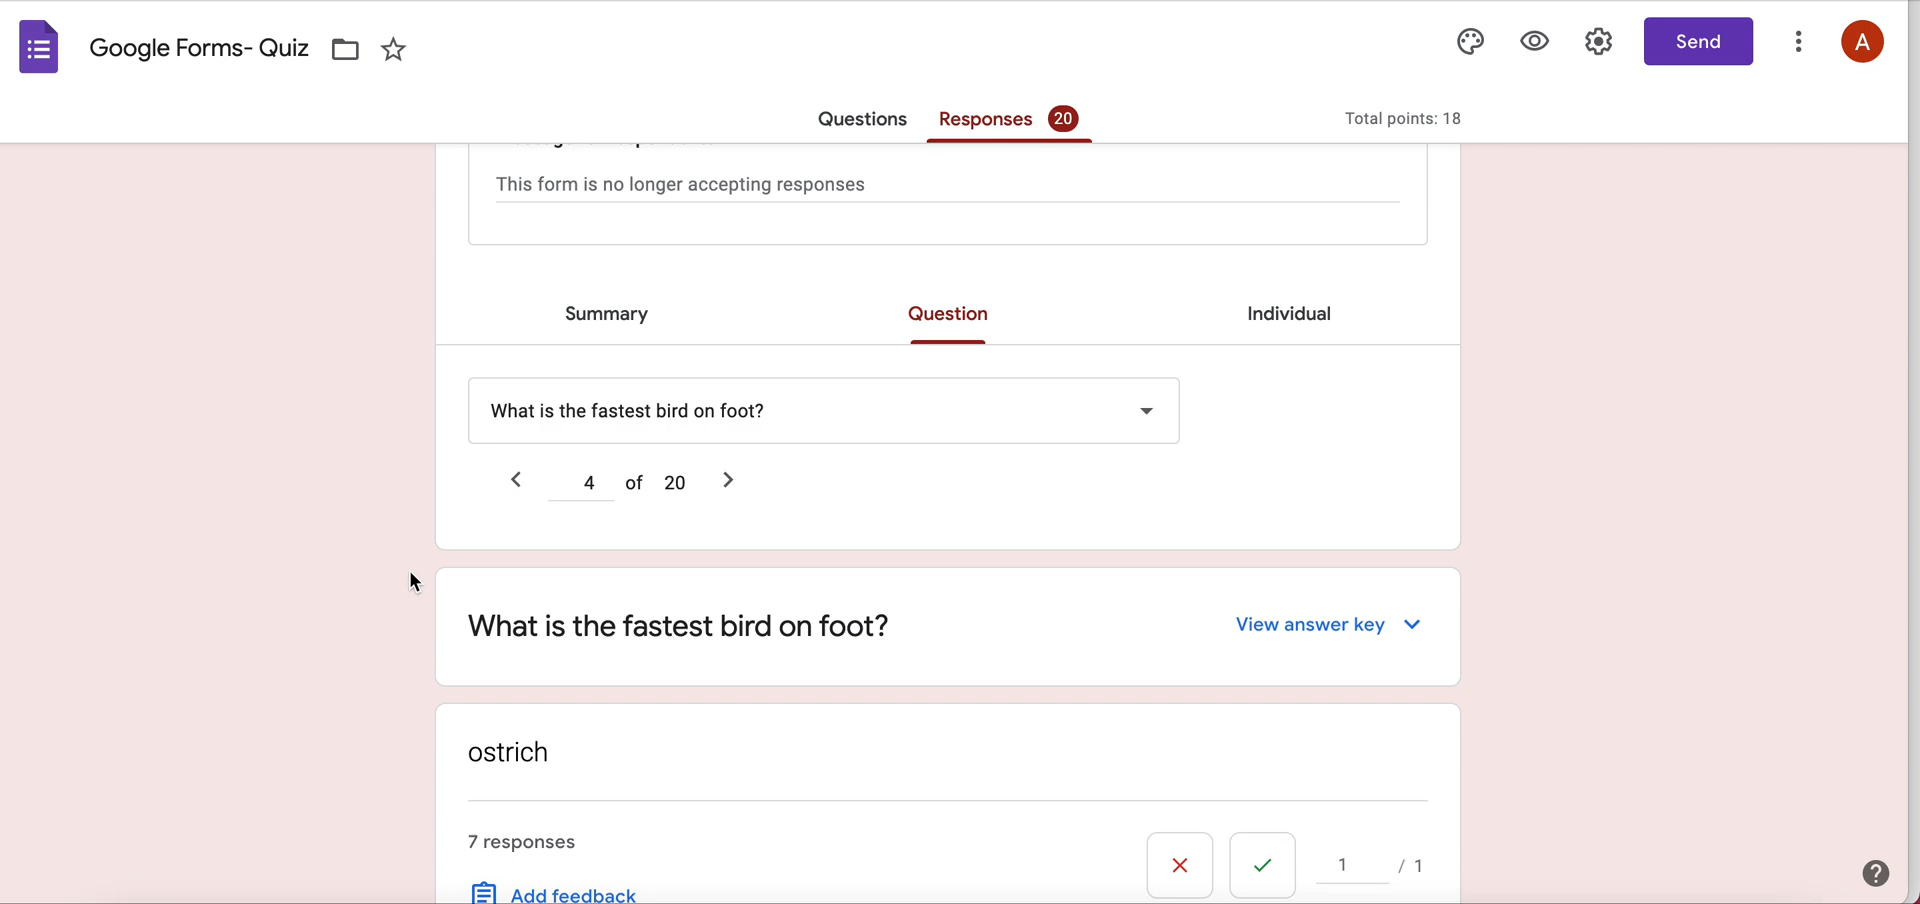 Google Forms- Quiz
Send
A
Questions
Responses 20
Total points: 18
This form is no longer accepting responses
Summary
Question
Individual
What is the fastest bird on foot?
4 of 20
What is the fastest bird on foot?
View answer key
ostrich
7 responses
1 / 1
Add feedback